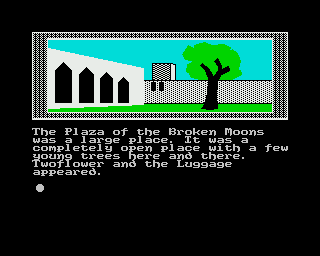 The Plaza of the Broken Moons
was a large place. It was a
completely open place with a few
young trees here and there.
Twoflower and the Luggage
appeared.